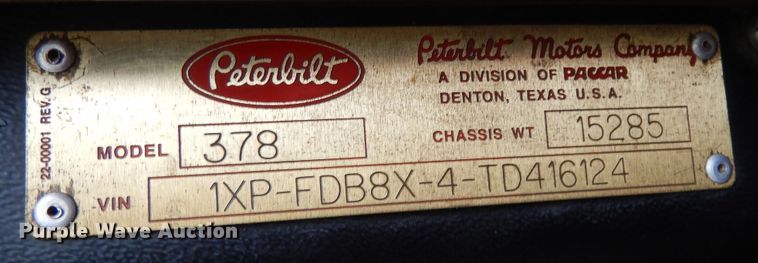 Peterbilt
Peterbilt Motors Company
A DIVISION OF PACCAR
DENTON, TEXAS U.S.A.
22-00001 REV.G
MODEL 378
CHASSIS WT 15285
VIN 1XP-FDB8X-4-TD416124
Purple Wave Auction